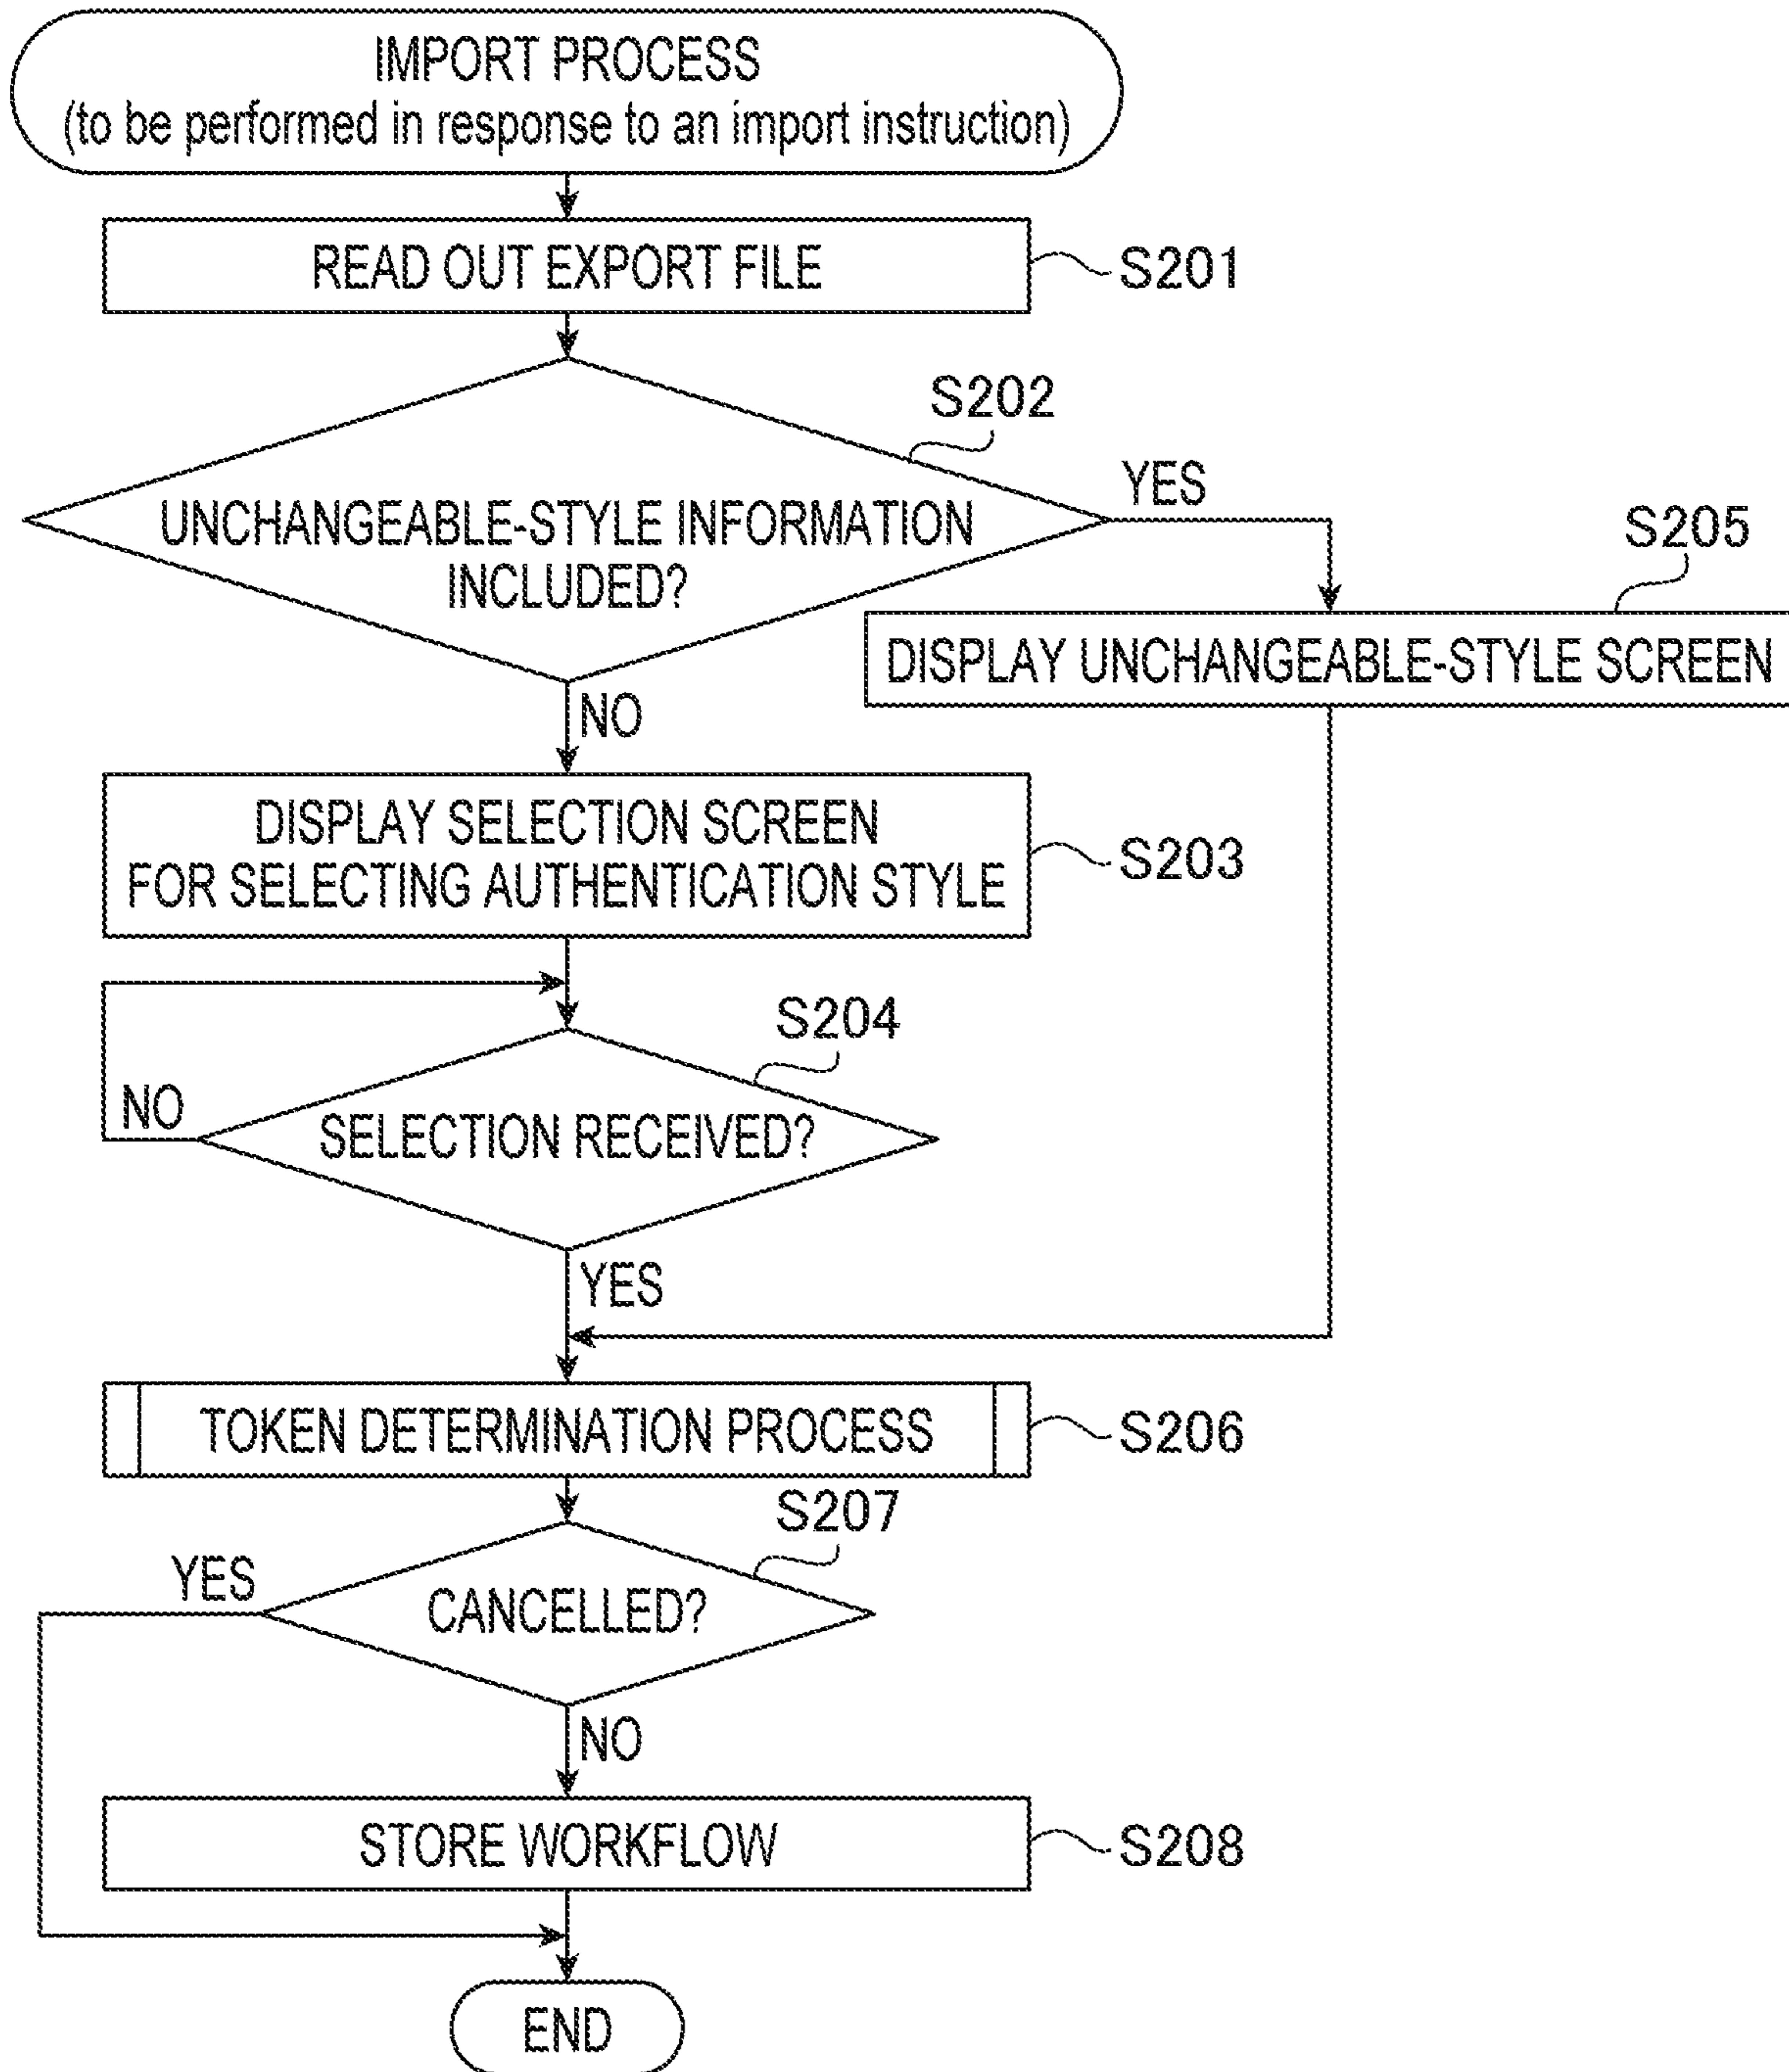 IMPORT PROCESS
(to be performed in response to an import instruction)
READ OUT EXPORT FILE
S201
S202
UNCHANGEABLE-STYLE INFORMATION
INCLUDED?
YES
S205
DISPLAY UNCHANGEABLE-STYLE SCREEN
NO
DISPLAY SELECTION SCREEN
FOR SELECTING AUTHENTICATION STYLE
S203
S204
NO
SELECTION RECEIVED?
YES
TOKEN DETERMINATION PROCESS
S206
S207
YES
CANCELLED?
NO
STORE WORKFLOW
S208
END